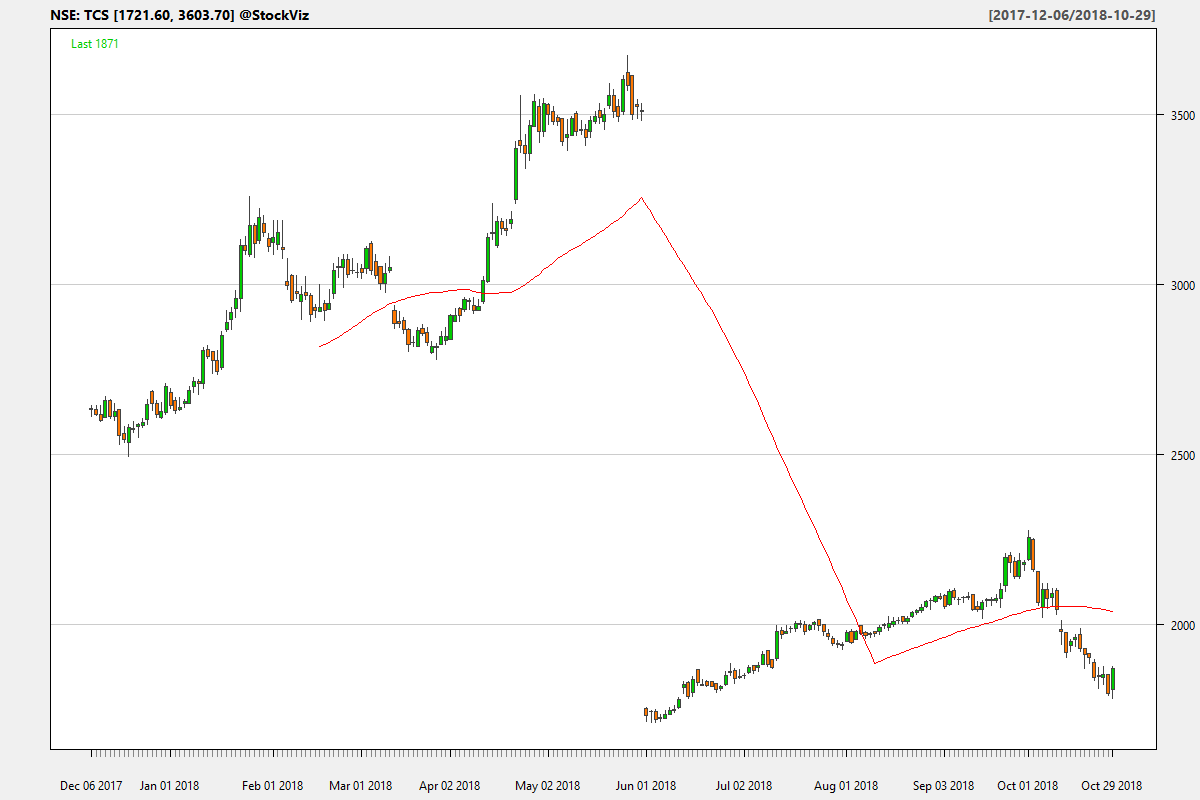 NSE: TCS [1721.60, 3603.70] @StockViz [2017-12-06/2018-10-29]
Last 1871
3500
3000
2500
2000
Dec 06 2017 Jan 01 2018 Feb 01 2018 Mar 01 2018 Apr 02 2018 May 02 2018 Jun 01 2018 Jul 02 2018 Aug 01 2018 Sep 03 2018 Oct 01 2018 Oct 29 2018